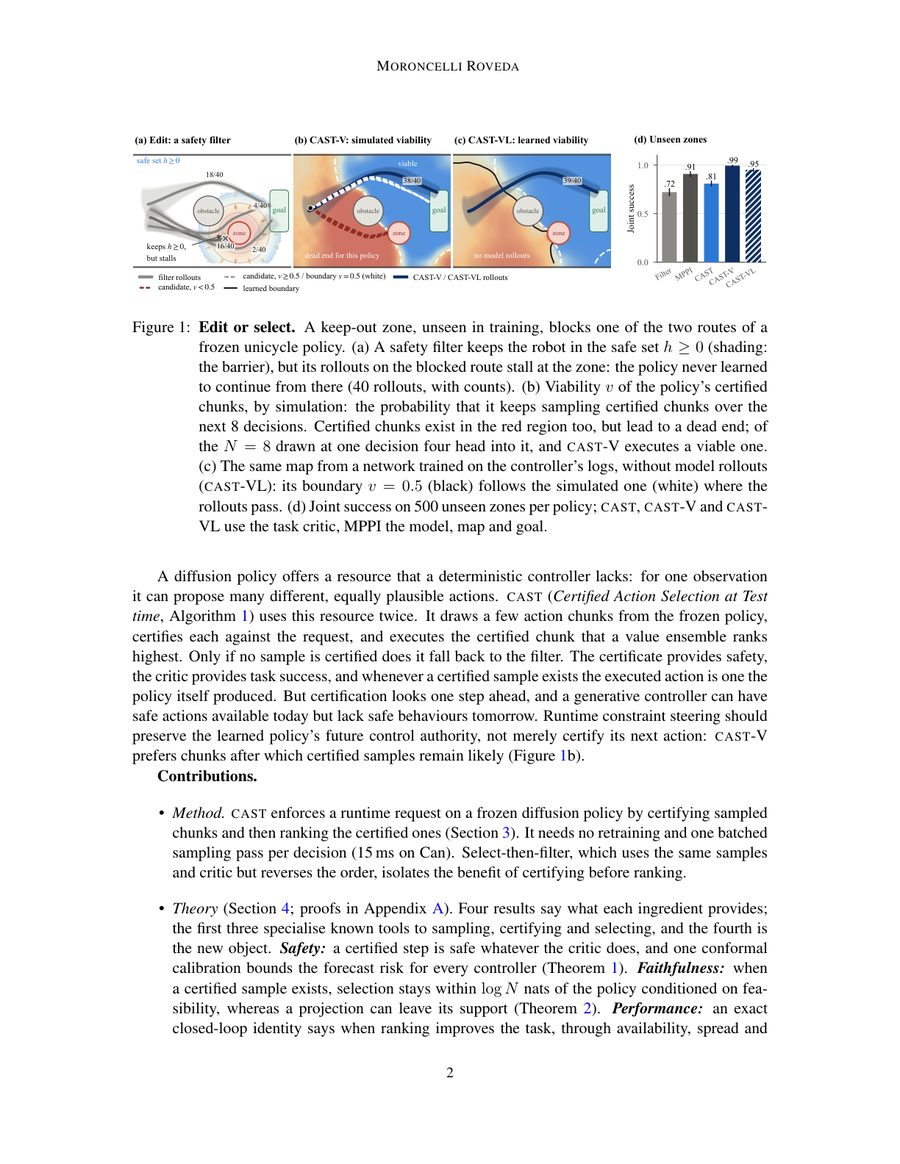 MORONCELLI ROVEDA
(a) Edit: a safety filter
(b) CAST-V: simulated viability
(c) CAST-VL: learned viability
(d) Unseen zones
safe set h ≥ 0
18/40
obstacle
4/40
goal
zone
keeps h ≥ 0,
but stalls
16/40
2/40
viable
38/40
obstacle
goal
zone
dead end for this policy
39/40
obstacle
goal
zone
no model rollouts
Joint success
1.0
0.5
0.0
.72
.91
.81
.99
.95
Filter
MPPI
CAST
CAST-V
CAST-VL
filter rollouts
candidate, v ≥ 0.5 / boundary v = 0.5 (white)
CAST-V / CAST-VL rollouts
candidate, v < 0.5
learned boundary
Figure 1: Edit or select. A keep-out zone, unseen in training, blocks one of the two routes of a
frozen unicycle policy. (a) A safety filter keeps the robot in the safe set h ≥ 0 (shading:
the barrier), but its rollouts on the blocked route stall at the zone: the policy never learned
to continue from there (40 rollouts, with counts). (b) Viability v of the policy's certified
chunks, by simulation: the probability that it keeps sampling certified chunks over the
next 8 decisions. Certified chunks exist in the red region too, but lead to a dead end; of
the N = 8 drawn at one decision four head into it, and CAST-V executes a viable one.
(c) The same map from a network trained on the controller's logs, without model rollouts
(CAST-VL): its boundary v = 0.5 (black) follows the simulated one (white) where the
rollouts pass. (d) Joint success on 500 unseen zones per policy; CAST, CAST-V and CAST-
VL use the task critic, MPPI the model, map and goal.
A diffusion policy offers a resource that a deterministic controller lacks: for one observation
it can propose many different, equally plausible actions. CAST (Certified Action Selection at Test
time, Algorithm 1) uses this resource twice. It draws a few action chunks from the frozen policy,
certifies each against the request, and executes the certified chunk that a value ensemble ranks
highest. Only if no sample is certified does it fall back to the filter. The certificate provides safety,
the critic provides task success, and whenever a certified sample exists the executed action is one the
policy itself produced. But certification looks one step ahead, and a generative controller can have
safe actions available today but lack safe behaviours tomorrow. Runtime constraint steering should
preserve the learned policy's future control authority, not merely certify its next action: CAST-V
prefers chunks after which certified samples remain likely (Figure 1b).
Contributions.
• Method. CAST enforces a runtime request on a frozen diffusion policy by certifying sampled
chunks and then ranking the certified ones (Section 3). It needs no retraining and one batched
sampling pass per decision (15 ms on Can). Select-then-filter, which uses the same samples
and critic but reverses the order, isolates the benefit of certifying before ranking.
• Theory (Section 4; proofs in Appendix A). Four results say what each ingredient provides;
the first three specialise known tools to sampling, certifying and selecting, and the fourth is
the new object. Safety: a certified step is safe whatever the critic does, and one conformal
calibration bounds the forecast risk for every controller (Theorem 1). Faithfulness: when
a certified sample exists, selection stays within log N nats of the policy conditioned on fea-
sibility, whereas a projection can leave its support (Theorem 2). Performance: an exact
closed-loop identity says when ranking improves the task, through availability, spread and
2